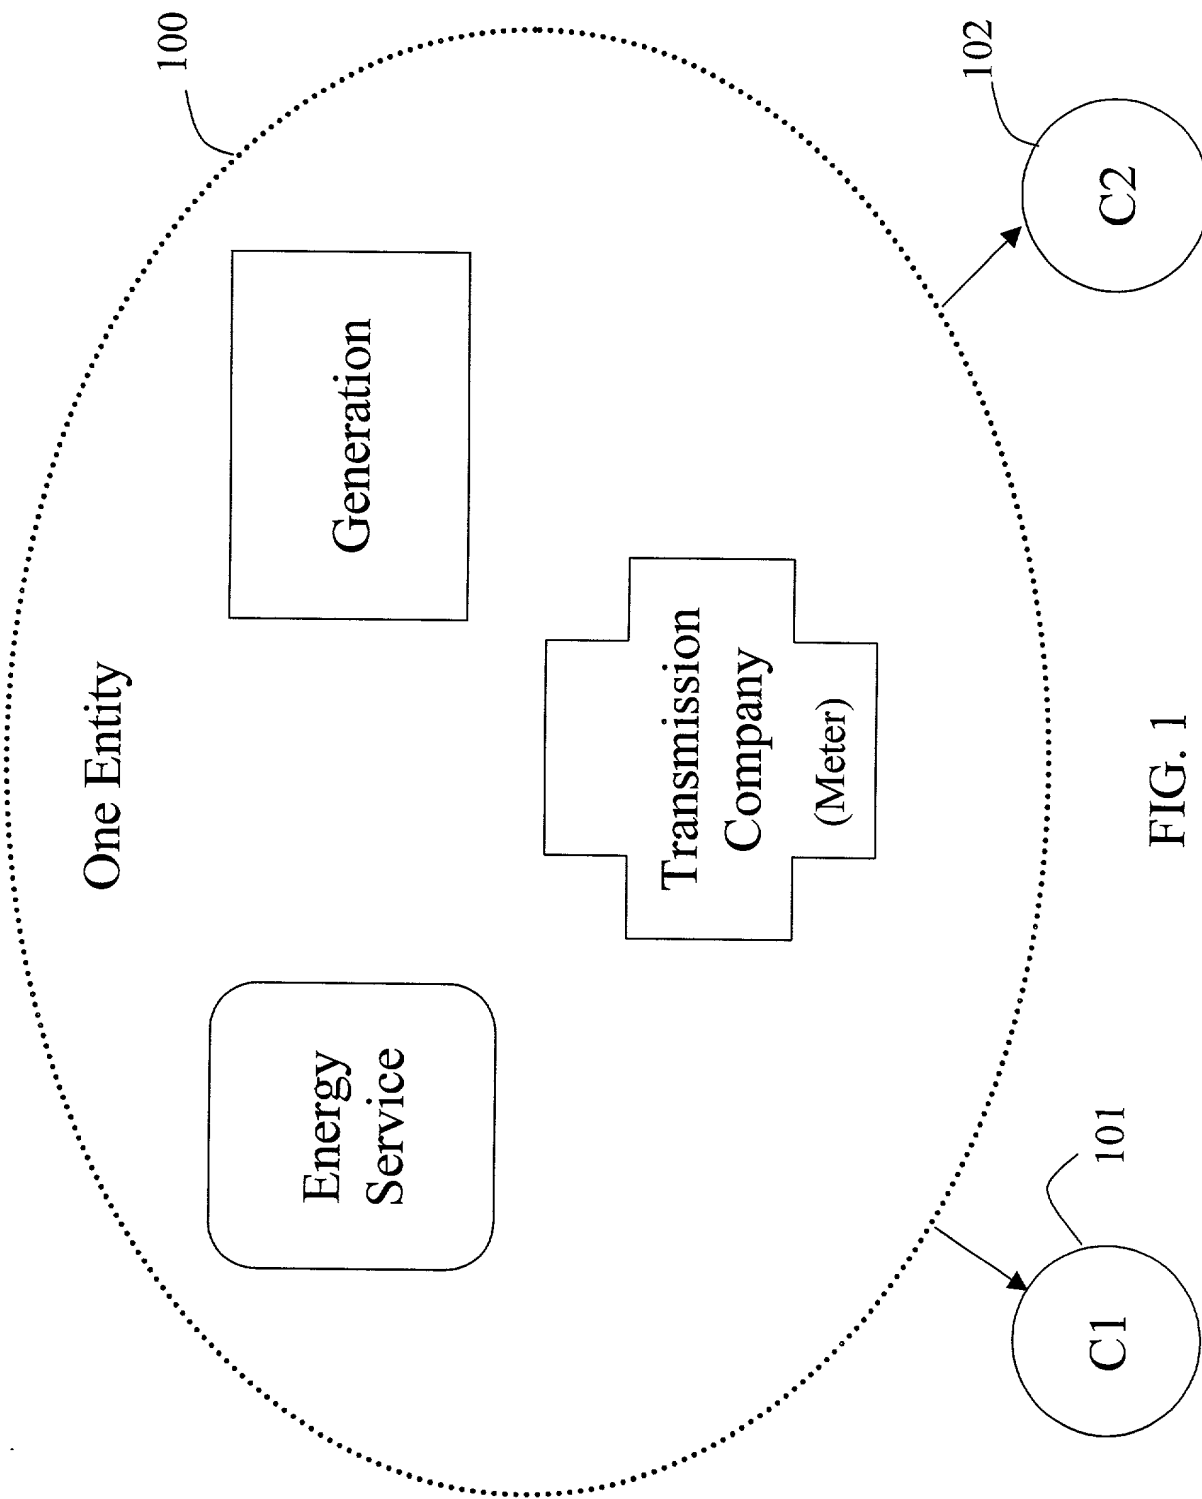 100
One Entity
Energy
Service
Generation
Transmission
Company
(Meter)
101
102
C1
C2
FIG. 1